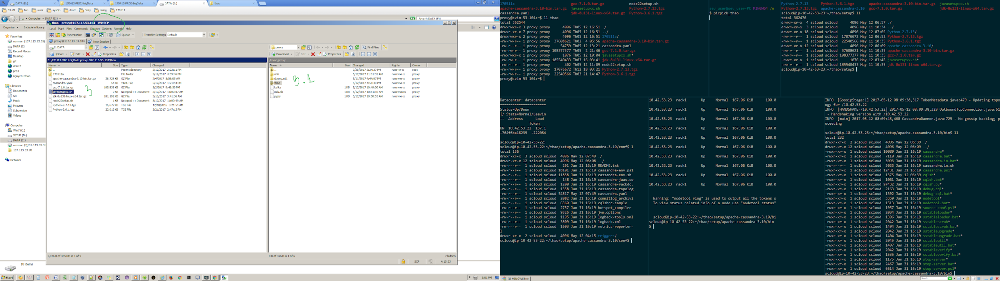 DATA (E:)
170413-PROJ-bigData
170413-PROJ-bigData
DATA (E:)
thao
53.70
fun
work
sysOp
draft
Daily
doing
170511
Computer
DATA (E:)
Search DATA (E:)
Organize
Include in library
thao - proxy@107.113.53.104 - WinSCP
Local Mark Files Commands Session Options Remote Help
Synchronize
Queue
Transfer Settings Default
proxy@107.113.53.104
New Session
E: DATA
proxy
Find Files
Upload
Edit
Properties
Download
Edit
Properties
E:\170413-PROJ-bigData\proxy.107.113.53.104\thao
/home/proxy
Name Size Type Changed
.. Parent directory 5/12/2017 2:22:11 PM
170511a File folder 5/12/2017 4:59:46 PM
apache-cassandra-3.10-bin.tar.gz 36,728 KB GZ File 2/4/2017 5:56:05 AM
cassandra.yaml 54 KB YAML File 5/12/2017 1:21:44 PM
gcc-7.1.0.tar.gz 105,838 KB GZ File 5/2/2017 9:46:59 PM
javasetupxx.sh 2 KB Notepad++ Document 5/12/2017 11:00:07 AM
jdk-8u131-linux-x64.tar.gz 181,192 KB GZ File 3/16/2017 3:41:36 AM
node22setup.sh 1 KB Notepad++ Document 5/12/2017 11:09:49 AM
Python-2.7.13.tgz 16,677 KB TGZ File 12/18/2016 3:21:51 AM
Python-3.6.1.tgz 22,013 KB TGZ File 3/21/2017 2:47:13 PM
3
Name Size Changed Rights Owner
.. 3/28/2017 3:24:27 PM rwxr-xr-x root
anh 5/12/2017 11:01:32 AM rwxrwxr-x proxy
duong.nt1 5/11/2017 4:44:07 PM rwxrwxr-x proxy
thao 5/12/2017 4:51:30 PM rwxrwxr-x proxy
kafka 1 KB 5/12/2017 10:49:30 AM rwxrwxr-x proxy
milu.sh 1 KB 5/12/2017 10:51:16 AM rwxrwxrwx proxy
pypy 1 KB 5/12/2017 10:50:53 AM rwxrwxr-x proxy
3.1
Favorites
common (107.113.53.35)
DATA (E)
Recent Places
Desktop
git
done2
pro3
nguyen.tthao
Libraries
Documents
Git
Music
Pictures
Subversion
Videos
Computer
Win7 (C:)
SETUP (D:)
DATA (E:)
common (\\107.113.53.35
107.113.53.70
Network
1,076 B of 355 MB in 1 of 9
0 B of 376 B in 1 of 6
7 hidden
SCP
4:15:33
18 items
Start
5:01 PM
170511a gcc-7.1.0.tar.gz node22setup.sh
apache-cassandra-3.10-bin.tar.gz javasetupxx.sh Python-2.7.13.tgz
cassandra.yaml jdk-8u131-linux-x64.tar.gz Python-3.6.1.tgz
proxy@svim-53-104:~$ ll thao
total 362544
drwxrwxr-x 3 proxy proxy 4096 Th05 12 16:51 ./
drwxr-xr-x 7 proxy proxy 4096 Th05 12 16:51 ../
drwxrwxr-x 2 proxy proxy 4096 Th05 12 16:51 170511a/
-rw-rw-r-- 1 proxy proxy 37608621 Th02 4 05:56 apache-cassandra-3.10-bin.tar.gz
-rw-rw-r-- 1 proxy proxy 54759 Th05 12 13:21 cassandra.yaml
-rw-rw-r-- 1 proxy proxy 108377377 Th05 2 21:46 gcc-7.1.0.tar.gz
-rwxrwxr-x 1 proxy proxy 1076 Th05 12 10:04 javasetupxx.sh*
-rw-rw-r-- 1 proxy proxy 185540433 Th03 16 03:41 jdk-8u131-linux-x64.tar.gz
-rw-rw-r-- 1 proxy proxy 402 Th05 12 11:09 node22setup.sh
-rw-rw-r-- 1 proxy proxy 17076672 Th12 18 03:21 Python-2.7.13.tgz
-rw-rw-r-- 1 proxy proxy 22540566 Th03 21 14:47 Python-3.6.1.tgz
proxy@svim-53-104:~$
sev_user@sev_user-PC MINGW64 /e
$ picpick_thao
Python-2.7.13 Python-3.6.1.tgz apache-cassandra-3.10-bin.tar.gz javasetupxx.sh
Python-2.7.13.tgz apache-cassandra-3.10 gcc-7.1.0.tar.gz jdk-8u131-linux-x64.tar.gz
scloud@ip-10-42-53-23:~/thao/setup$ ll
total 362476
drwxr-xr-x 4 scloud scloud 4096 May 12 06:57 ./
drwxr-xr-x 3 scloud scloud 4096 May 11 10:34 ../
drwxr-xr-x 18 scloud scloud 4096 May 12 07:02 Python-2.7.13/
-rw-r--r-- 1 scloud scloud 17076672 May 12 06:52 Python-2.7.13.tgz
-rw-r--r-- 1 scloud scloud 22540566 May 11 10:35 Python-3.6.1.tgz
drwxr-xr-x 12 scloud scloud 4096 May 12 06:09 apache-cassandra-3.10/
-rw-r--r-- 1 scloud scloud 37608621 May 11 10:35 apache-cassandra-3.10-bin.tar.gz
-rw-r--r-- 1 scloud scloud 108377377 May 11 10:35 gcc-7.1.0.tar.gz
-rwxr-xr-x 1 scloud scloud 1076 May 12 03:45 javasetupxx.sh*
-rw-r--r-- 1 scloud scloud 185540433 May 11 10:35 jdk-8u131-linux-x64.tar.gz
scloud@ip-10-42-53-23:~/thao/setup$
Datacenter: datacenter
=======================
Status=Up/Down
|/ State=Normal/Leavin
-- Address Load
Token
UN 10.42.53.22 137.1
-764f6ba18239 -222084
scloud@ip-10-42-53-22:
scloud@ip-10-42-53-22:~/thao/setup/apache-cassandra-3.10/conf$ l
total 156
drwxr-xr-x 3 scloud scloud 4096 May 12 07:49 ./
drwxr-xr-x 12 scloud scloud 4096 May 12 06:08 ../
-rw-r--r-- 1 scloud scloud 291 Jan 31 16:19 README.txt
-rw-r--r-- 1 scloud scloud 18101 Jan 31 16:19 cassandra-env.ps1
-rw-r--r-- 1 scloud scloud 11858 Jan 31 16:19 cassandra-env.sh
-rw-r--r-- 1 scloud scloud 148 Jan 31 16:19 cassandra-jaas.co
-rw-r--r-- 1 scloud scloud 1200 Jan 31 16:19 cassandra-rackdc.
-rw-r--r-- 1 scloud scloud 1358 Jan 31 16:19 cassandra-topolog
-rw-r--r-- 1 scloud scloud 54817 May 12 07:49 cassandra.yaml
-rw-r--r-- 1 scloud scloud 2082 Jan 31 16:19 commitlog_archivi
-rw-r--r-- 1 scloud scloud 6360 Jan 31 16:19 cqlshrc.sample
-rw-r--r-- 1 scloud scloud 2757 Jan 31 16:19 hotspot_compiler
-rw-r--r-- 1 scloud scloud 9325 Jan 31 16:19 jvm.options
-rw-r--r-- 1 scloud scloud 1195 Jan 31 16:19 logback-tools.xml
-rw-r--r-- 1 scloud scloud 3809 Jan 31 16:19 logback.xml
-rw-r--r-- 1 scloud scloud 1603 Jan 31 16:19 metrics-reporter-
l
drwxr-xr-x 2 scloud scloud 4096 May 12 04:15 triggers/
scloud@ip-10-42-53-22:~/thao/setup/apache-cassandra-3.10/conf$
10.42.53.23 rack1 Up Normal 167.06 KiB 100.0
10.42.53.23 rack1 Up Normal 167.06 KiB 100.0
10.42.53.23 rack1 Up Normal 167.06 KiB 100.0
10.42.53.23 rack1 Up Normal 167.06 KiB 100.0
10.42.53.23 rack1 Up Normal 167.06 KiB 100.0
10.42.53.23 rack1 Up Normal 167.06 KiB 100.0
10.42.53.23 rack1 Up Normal 167.06 KiB 100.0
10.42.53.23 rack1 Up Normal 167.06 KiB 100.0
10.42.53.23 rack1 Up Normal 167.06 KiB 100.0
10.42.53.23 rack1 Up Normal 167.06 KiB 100.0
Warning: "nodetool ring" is used to output all the tokens o
To view status related info of a node use "nodetool status"
scloud@ip-10-42-53-22:~/thao/setup/apache-cassandra-3.10/bi
scloud@ip-10-42-53-22:~/thao/setup/apache-cassandra-3.10/bin
$
INFO [GossipStage:1] 2017-05-12 08:09:38,317 TokenMetadata.java:479 - Updating topo
ogy for /10.42.53.22
INFO [HANDSHAKE-/10.42.53.22] 2017-05-12 08:09:38,329 OutboundTcpConnection.java:51
- Handshaking version with /10.42.53.22
INFO [main] 2017-05-12 08:09:45,468 CassandraDaemon.java:725 - No gossip backlog; p
oceeding
scloud@ip-10-42-53-23:~/thao/setup/apache-cassandra-3.10/bin$ ll
total 232
drwxr-xr-x 2 scloud scloud 4096 May 12 06:39 ./
drwxr-xr-x 12 scloud scloud 4096 May 12 06:09 ../
-rwxr-xr-x 1 scloud scloud 10089 Jan 31 16:19 cassandra*
-rwxr-xr-x 1 scloud scloud 7110 Jan 31 16:19 cassandra.bat*
-rwxr-xr-x 1 scloud scloud 3093 Jan 31 16:19 cassandra.in.bat*
-rw-r--r-- 1 scloud scloud 3035 Jan 31 16:19 cassandra.in.sh
-rwxr-xr-x 1 scloud scloud 12431 Jan 31 16:19 cassandra.ps1*
-rwxr-xr-x 1 scloud scloud 1375 May 12 06:39 cqlsh*
-rwxr-xr-x 1 scloud scloud 1061 Jan 31 16:19 cqlsh.bat*
-rwxr-xr-x 1 scloud scloud 97432 Jan 31 16:19 cqlsh.py*
-rwxr-xr-x 1 scloud scloud 2163 Jan 31 16:19 debug-cql*
-rwxr-xr-x 1 scloud scloud 1392 Jan 31 16:19 debug-cql.bat*
-rwxr-xr-x 1 scloud scloud 3359 Jan 31 16:19 nodetool*
-rwxr-xr-x 1 scloud scloud 1513 Jan 31 16:19 nodetool.bat*
-rwxr-xr-x 1 scloud scloud 1957 Jan 31 16:19 source-conf.ps1*
-rwxr-xr-x 1 scloud scloud 2034 Jan 31 16:19 sstableloader*
-rwxr-xr-x 1 scloud scloud 1396 Jan 31 16:19 sstableloader.bat*
-rwxr-xr-x 1 scloud scloud 2042 Jan 31 16:19 sstablescrub*
-rwxr-xr-x 1 scloud scloud 1404 Jan 31 16:19 sstablescrub.bat*
-rwxr-xr-x 1 scloud scloud 2042 Jan 31 16:19 sstableupgrade*
-rwxr-xr-x 1 scloud scloud 1404 Jan 31 16:19 sstableupgrade.bat*
-rwxr-xr-x 1 scloud scloud 2045 Jan 31 16:19 sstableutil*
-rwxr-xr-x 1 scloud scloud 1407 Jan 31 16:19 sstableutil.bat*
-rwxr-xr-x 1 scloud scloud 2042 Jan 31 16:19 sstableverify*
-rwxr-xr-x 1 scloud scloud 1535 Jan 31 16:19 sstableverify.bat*
-rwxr-xr-x 1 scloud scloud 1175 Jan 31 16:19 stop-server*
-rwxr-xr-x 1 scloud scloud 2467 Jan 31 16:19 stop-server.bat*
-rwxr-xr-x 1 scloud scloud 6614 Jan 31 16:19 stop-server.ps1*
scloud@ip-10-42-53-23:~/thao/setup/apache-cassandra-3.10/bin$
[1] MINGW64:/e
Search